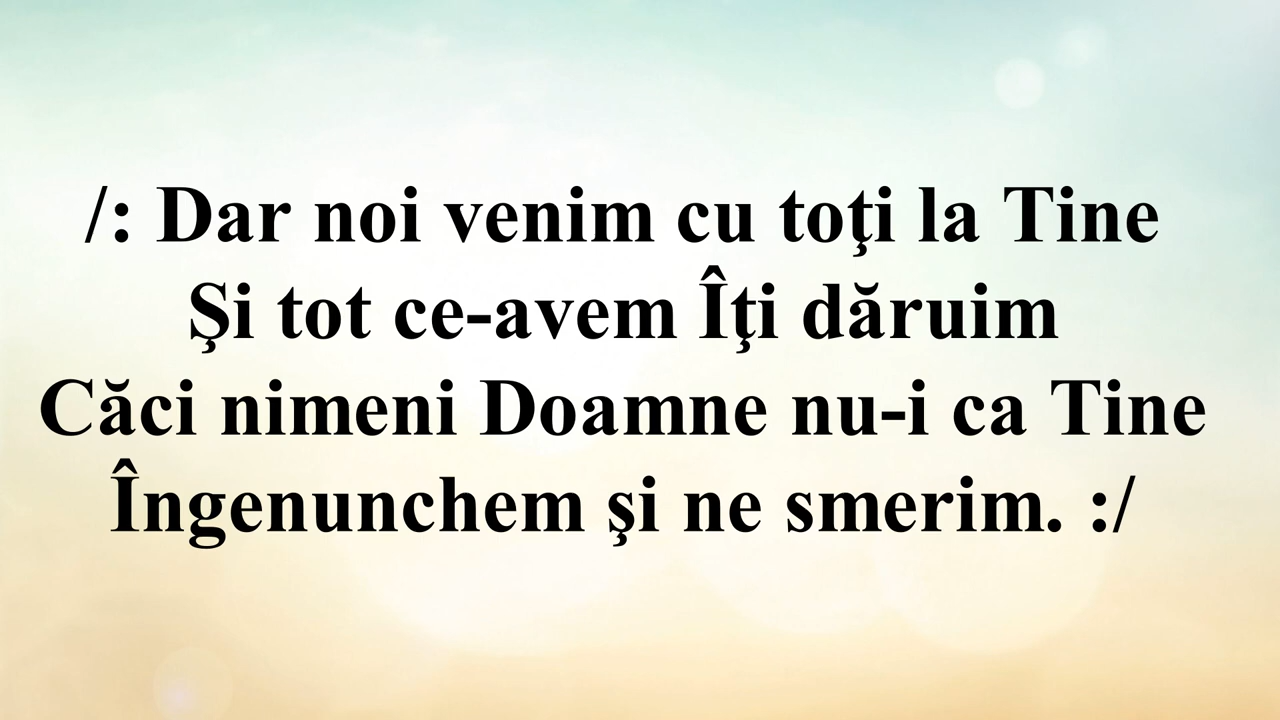 /: Dar noi venim cu toţi la Tine
Şi tot ce-avem Îţi dăruim
Căci nimeni Doamne nu-i ca Tine
Îngenunchem şi ne smerim. :/